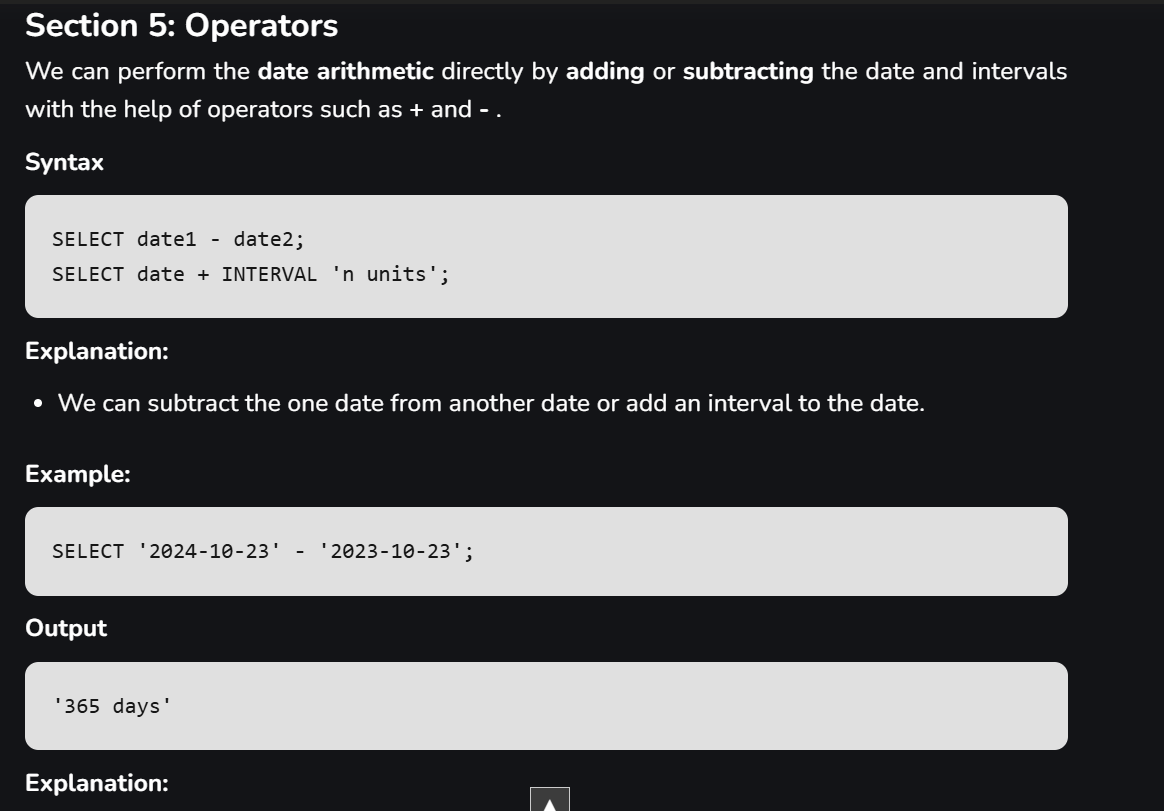 Section 5: Operators
We can perform the date arithmetic directly by adding or subtracting the date and intervals
with the help of operators such as + and - .
Syntax
SELECT date1 - date2;
SELECT date + INTERVAL 'n units';
Explanation:
We can subtract the one date from another date or add an interval to the date.
Example:
SELECT '2024-10-23' - '2023-10-23';
Output
'365 days'
Explanation: